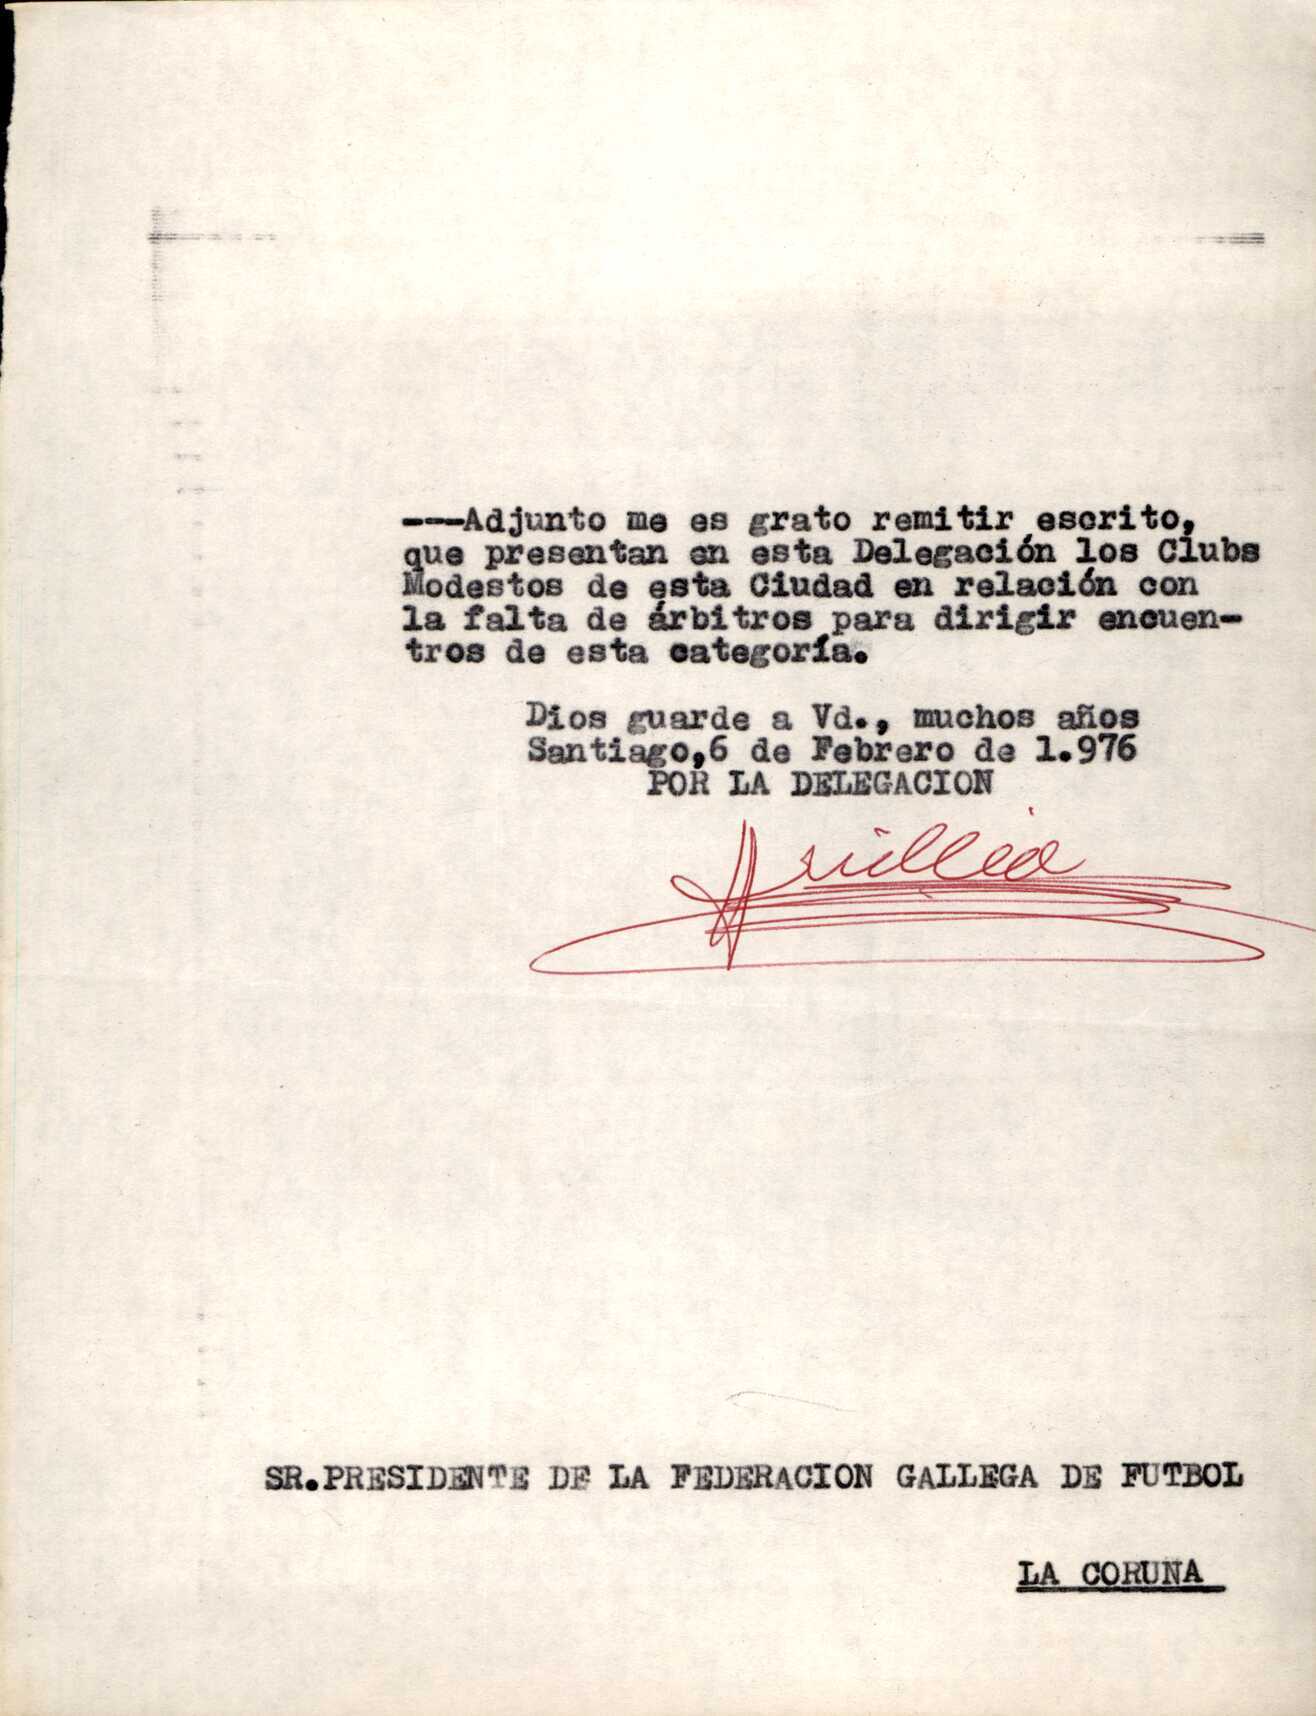 ---Adjunto me es grato remitir escrito,
que presentan en esta Delegación los Clubs
Modestos de esta Ciudad en relación con
la falta de árbitros para dirigir encuen-
tros de esta categoría.
Dios guarde a Vd., muchos años
Santiago,6 de Febrero de 1.976
POR LA DELEGACION
SR.PRESIDENTE DE LA FEDERACION GALLEGA DE FUTBOL
LA CORUÑA